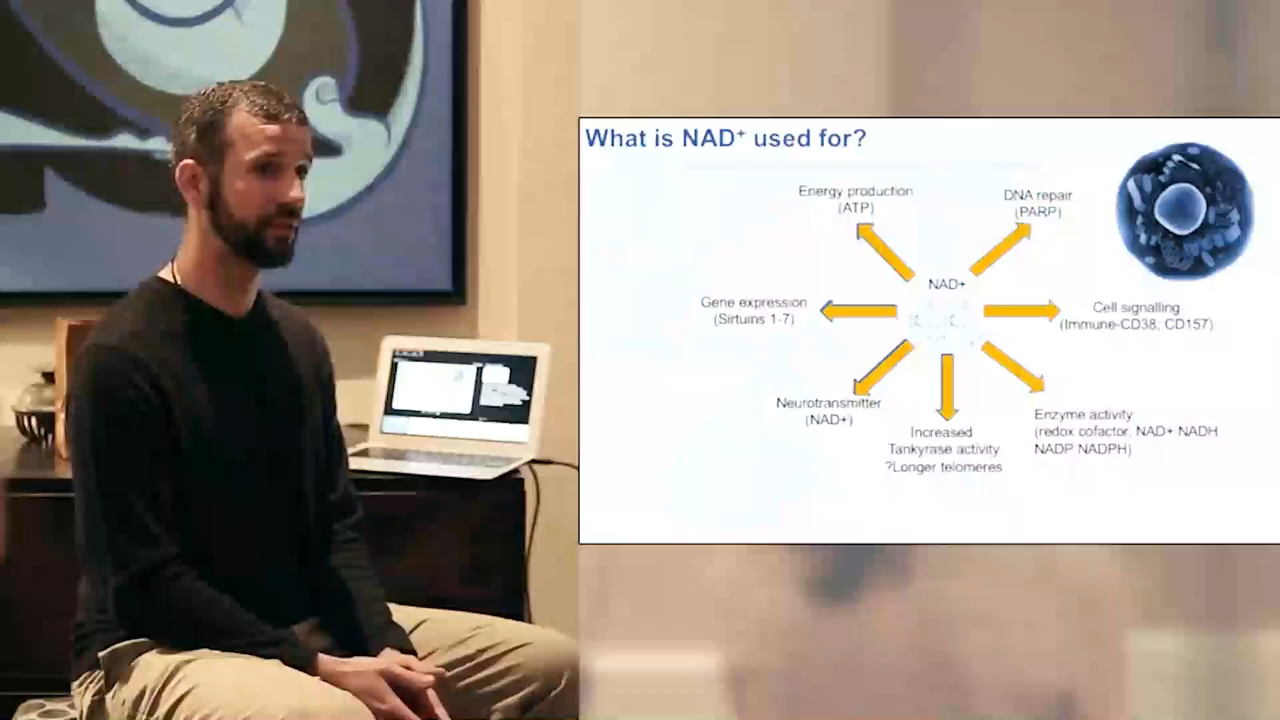 What is NAD⁺ used for?
Energy production
(ATP)
DNA repair
(PARP)
NAD+
Gene expression
(Sirtuins 1-7)
Cell signalling
(Immune-CD38, CD157)
Neurotransmitter
(NAD+)
Increased
Tankyrase activity
?Longer telomeres
Enzyme activity
(redox cofactor, NAD+ NADH
NADP NADPH)